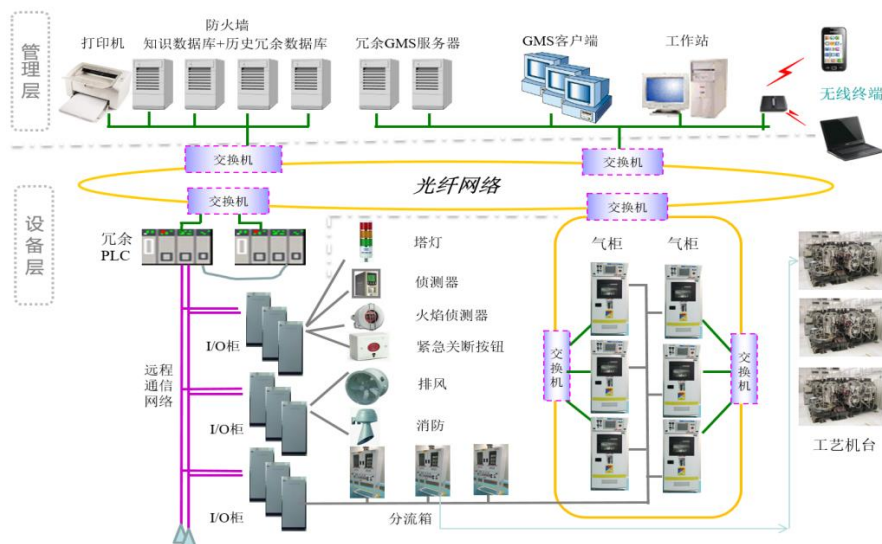 管理层
打印机
防火墙
知识数据库+历史冗余数据库
冗余GMS服务器
GMS客户端
工作站
无线终端
交换机
交换机
光纤网络
交换机
交换机
设备层
冗余
PLC
塔灯
侦测器
火焰侦测器
紧急关断按钮
排风
消防
I/O柜
I/O柜
I/O柜
远程
通信
网络
分流箱
气柜
气柜
交换机
交换机
工艺机台